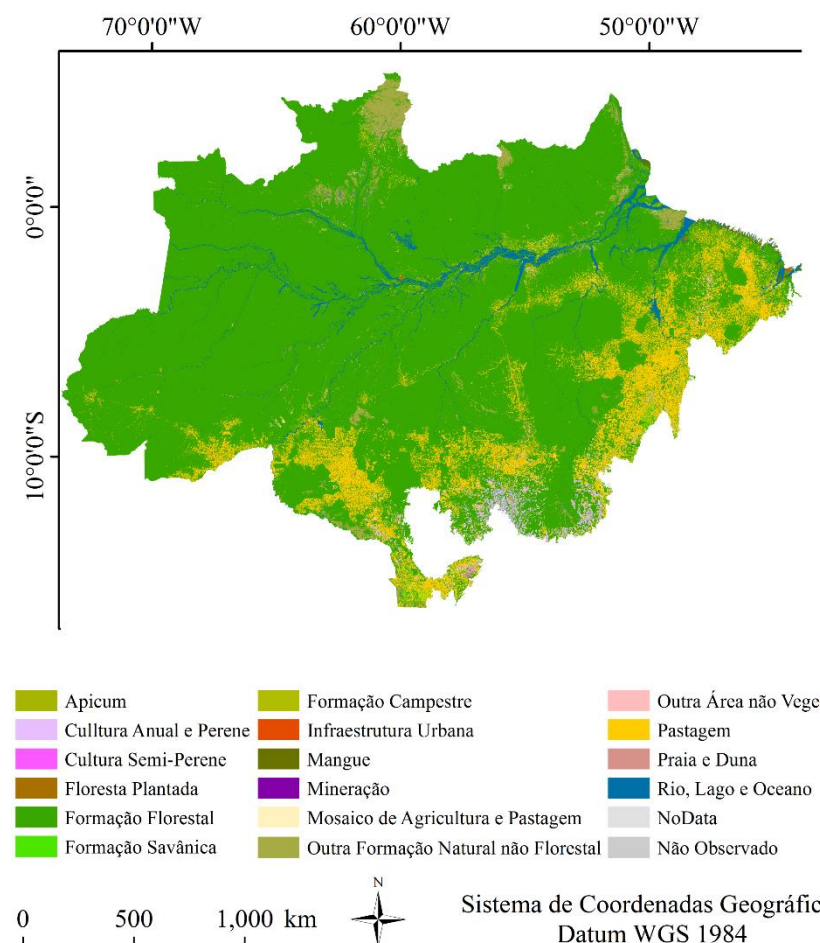 70°0'0"W 60°0'0"W 50°0'0"W
0°0'0"
10°0'0"S
Apicum
Cultura Anual e Perene
Cultura Semi-Perene
Floresta Plantada
Formação Florestal
Formação Savânica
Formação Campestre
Infraestrutura Urbana
Mangue
Mineração
Mosaico de Agricultura e Pastagem
Outra Formação Natural não Florestal
Outra Área não Vege
Pastagem
Praia e Duna
Rio, Lago e Oceano
NoData
Não Observado
0 500 1,000 km
N
Sistema de Coordenadas Geográfic
Datum WGS 1984